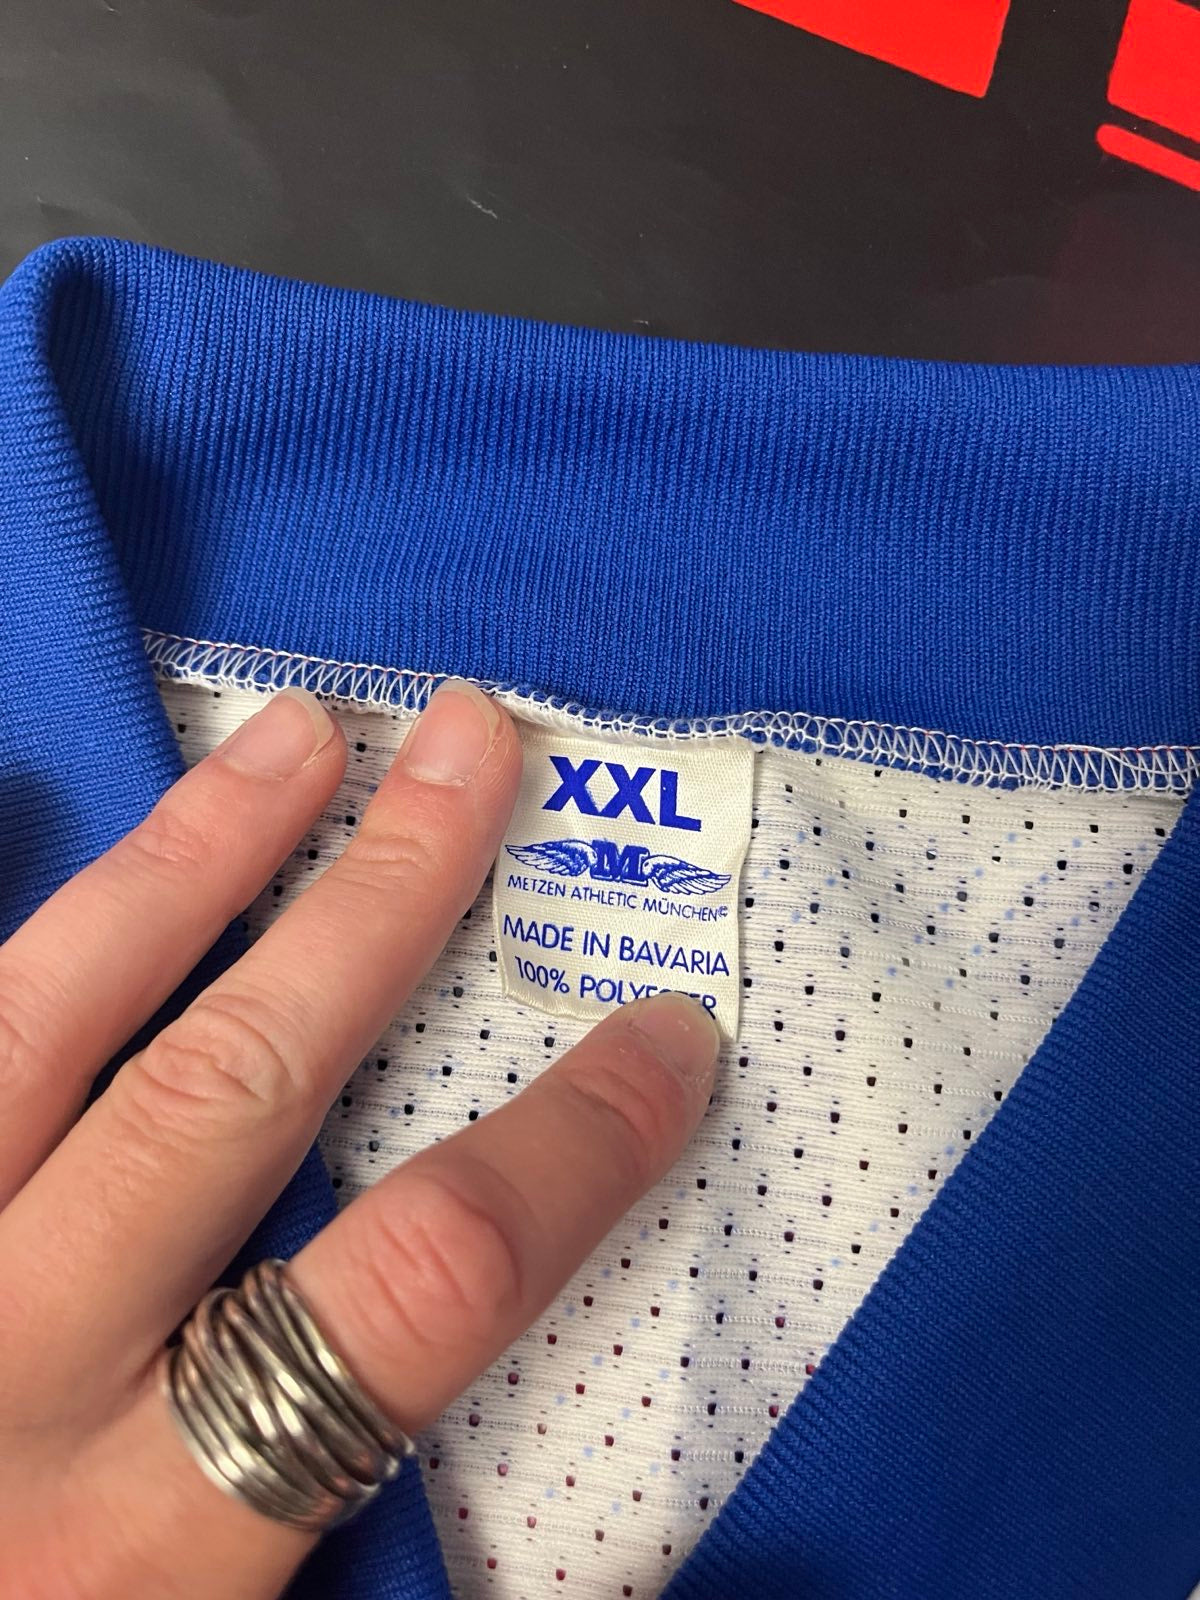 XXL
M
METZEN ATHLETIC MÜNCHEN©
MADE IN BAVARIA
100% POLYESTER